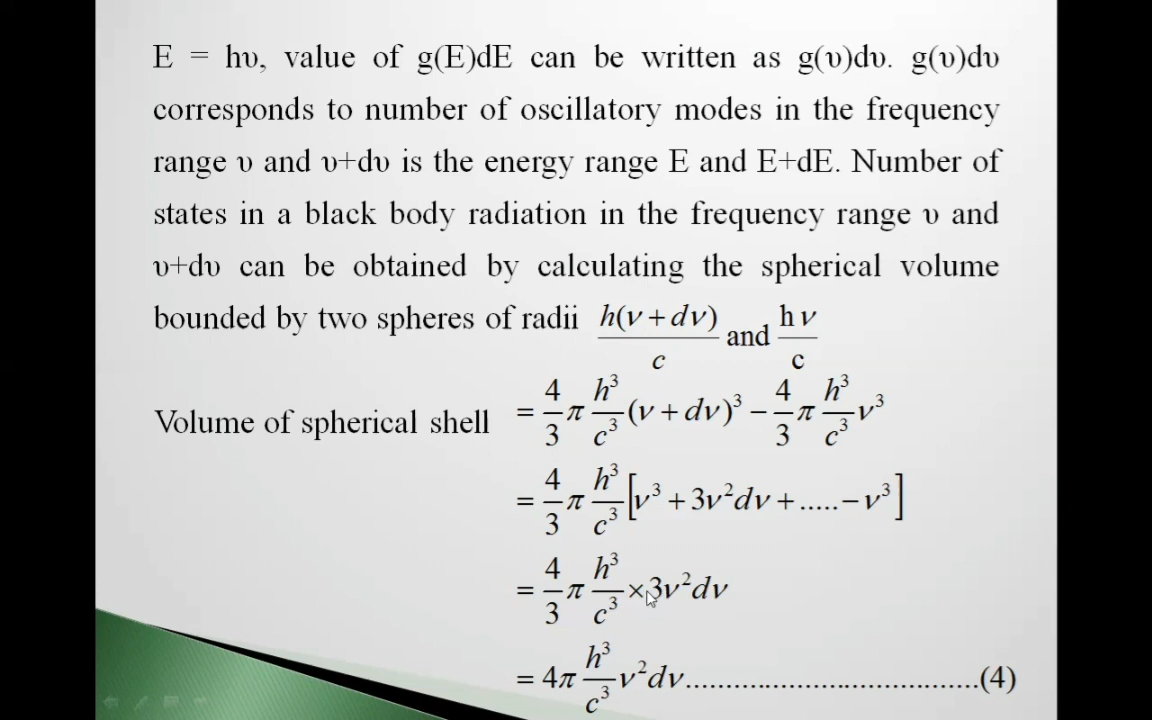 E = hυ, value of g(E)dE can be written as g(υ)dυ. g(υ)dυ
corresponds to number of oscillatory modes in the frequency
range υ and υ+dυ is the energy range E and E+dE. Number of
states in a black body radiation in the frequency range υ and
υ+dυ can be obtained by calculating the spherical volume
bounded by two spheres of radii h(ν + dν)/c and hν/c
Volume of spherical shell = 4/3 π h³/c³ (ν + dν)³ − 4/3 π h³/c³ ν³
= 4/3 π h³/c³ [ν³ + 3ν²dν + ..... − ν³]
= 4/3 π h³/c³ × 3ν²dν
= 4π h³/c³ ν²dν.....................................(4)